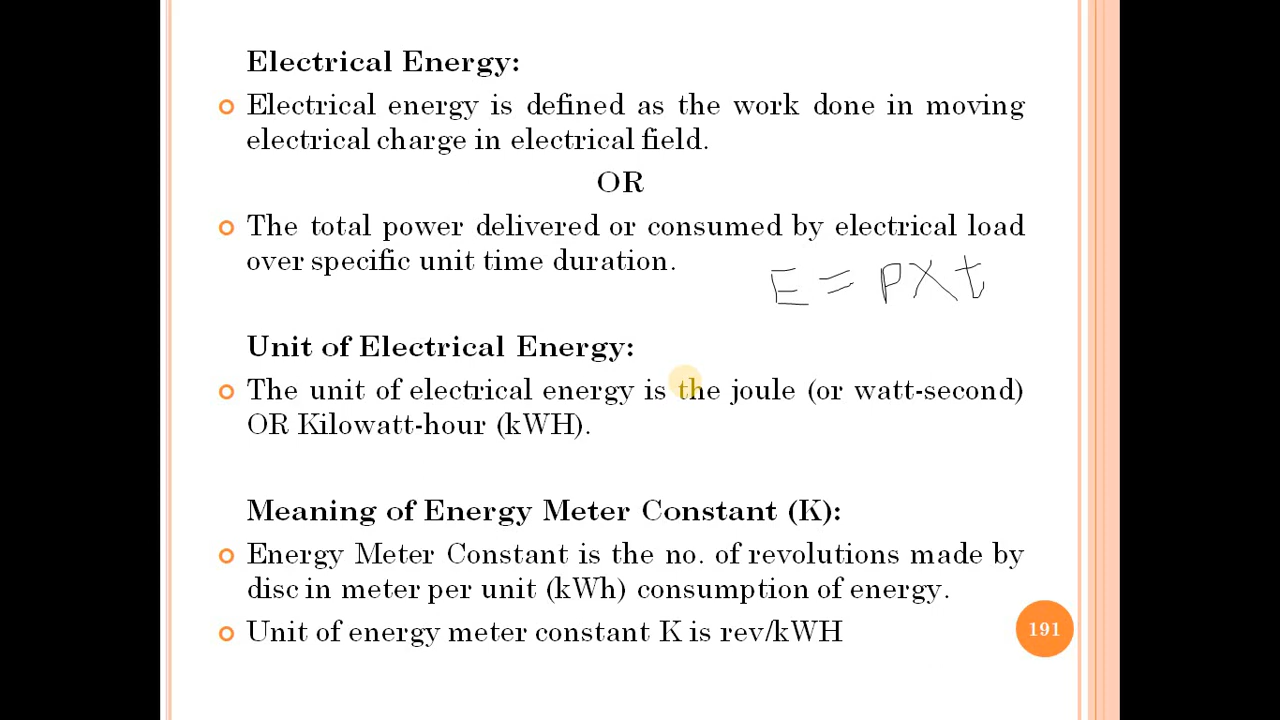 Electrical Energy:
Electrical energy is defined as the work done in moving
electrical charge in electrical field.
OR
The total power delivered or consumed by electrical load
over specific unit time duration.
E = P X t
Unit of Electrical Energy:
The unit of electrical energy is the joule (or watt-second)
OR Kilowatt-hour (kWH).
Meaning of Energy Meter Constant (K):
Energy Meter Constant is the no. of revolutions made by
disc in meter per unit (kWh) consumption of energy.
Unit of energy meter constant K is rev/kWH
191